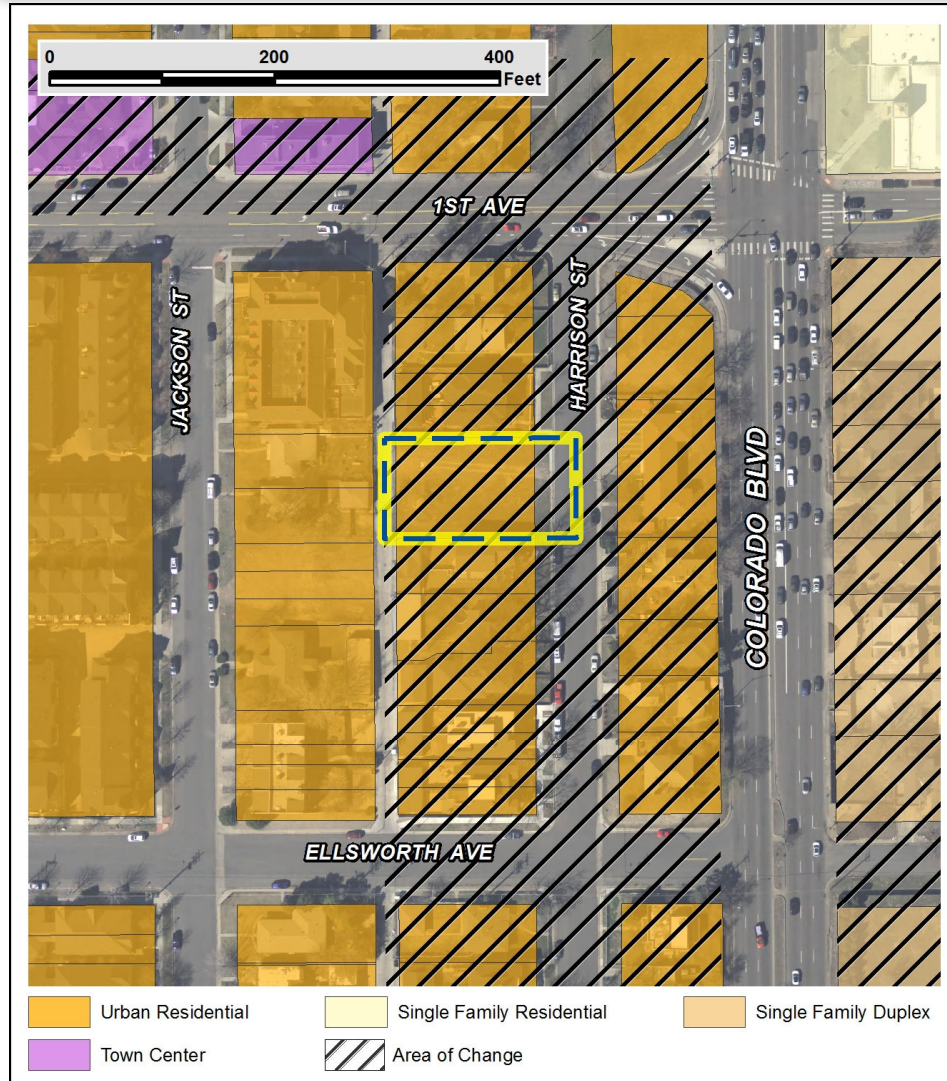 0 200 400
Feet
1ST AVE
JACKSON ST
HARRISON ST
COLORADO BLVD
ELLSWORTH AVE
Urban Residential Single Family Residential Single Family Duplex
Town Center Area of Change